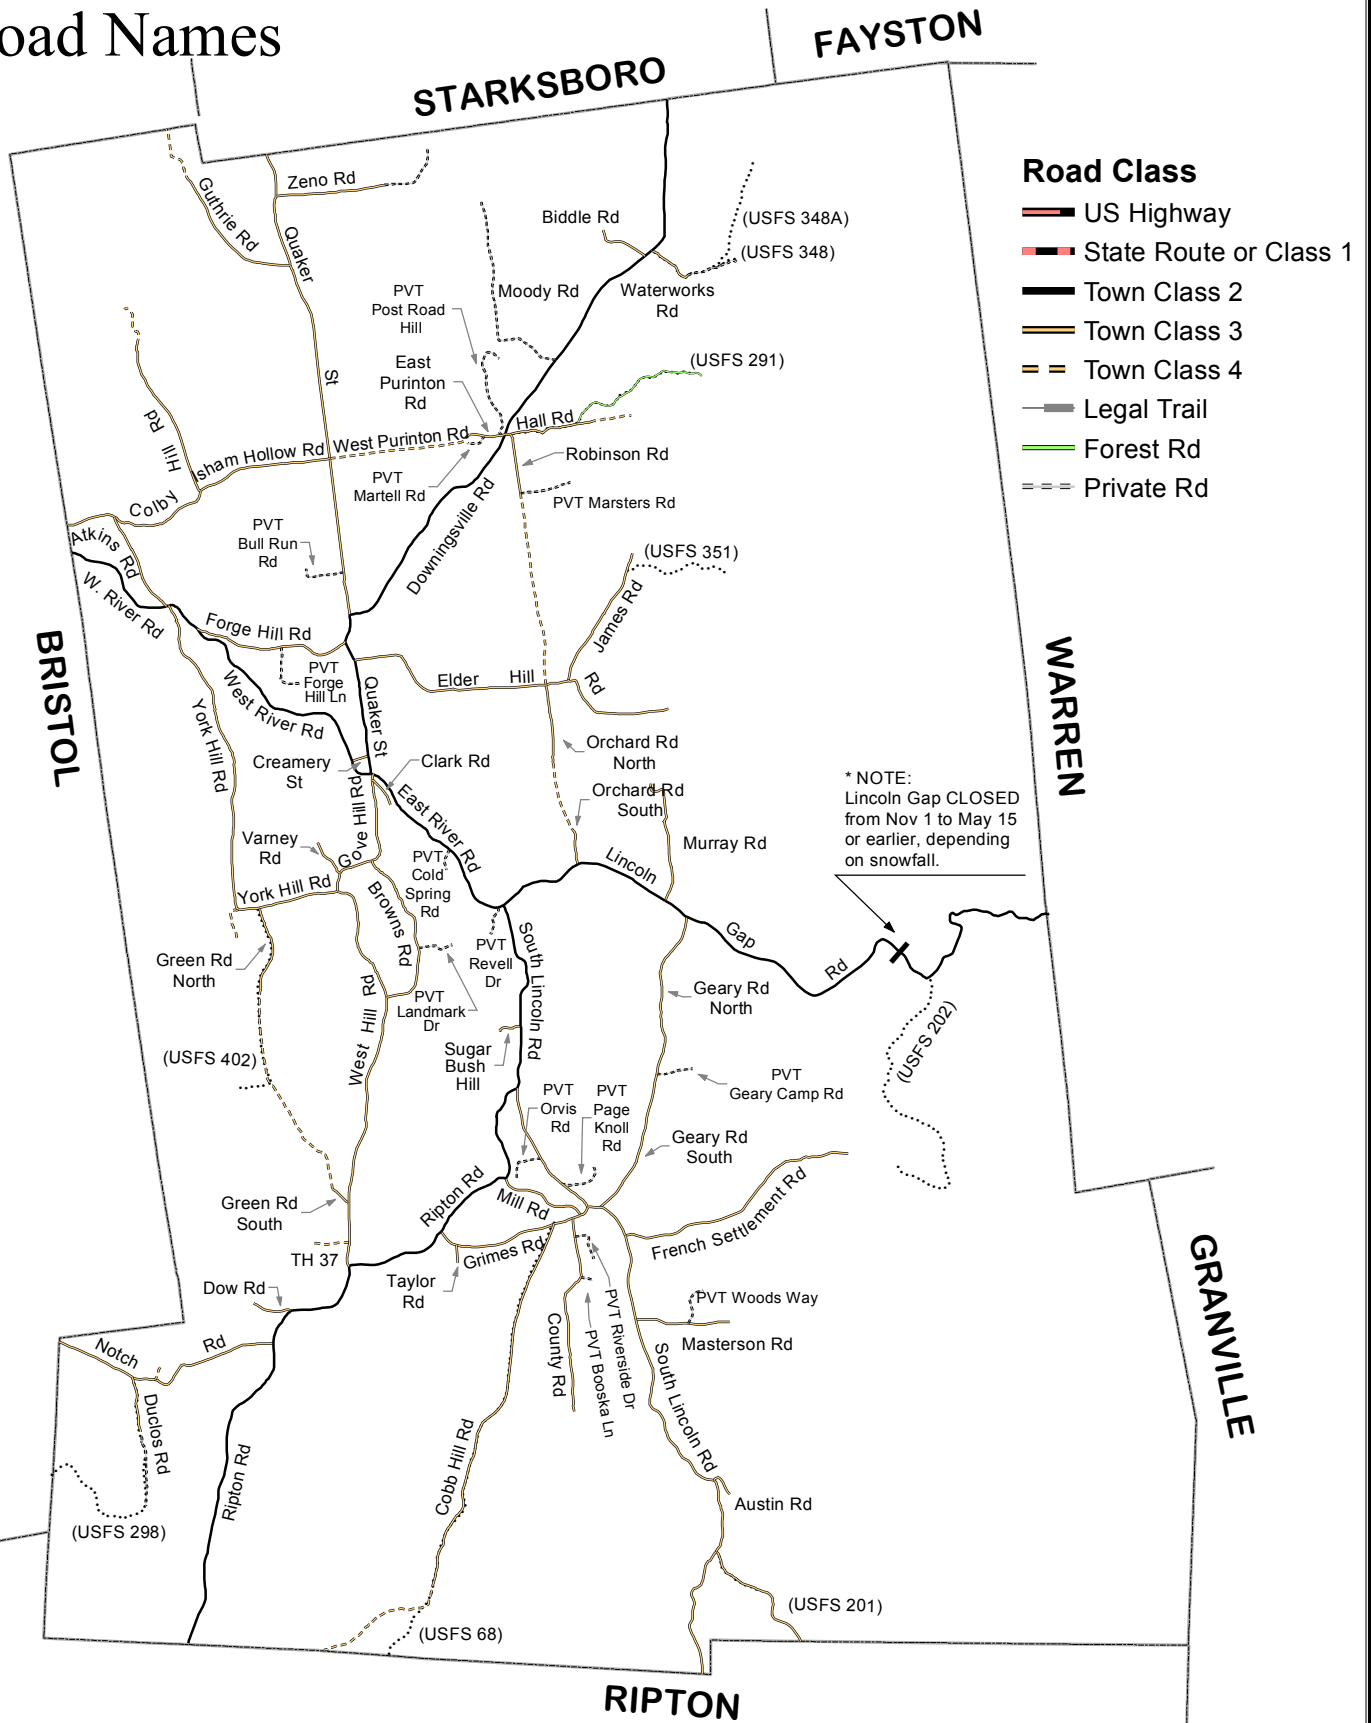 oad Names
FAYSTON
STARKSBORO
Road Class
US Highway
State Route or Class 1
Town Class 2
Town Class 3
Town Class 4
Legal Trail
Forest Rd
Private Rd
Zeno Rd
Guthrie Rd
Quaker
St
Biddle Rd
(USFS 348A)
(USFS 348)
Waterworks
Rd
Moody Rd
PVT
Post Road
Hill
East
Purinton
Rd
(USFS 291)
Hall Rd
Hill Rd
Colby
Isham Hollow Rd
West Purinton Rd
PVT
Martell Rd
Robinson Rd
PVT Marsters Rd
Downingsville Rd
PVT
Bull Run
Rd
Atkins Rd
W. River Rd
(USFS 351)
James Rd
Forge Hill Rd
PVT
Forge
Hill Ln
Elder Hill Rd
BRISTOL
WARREN
York Hill Rd
West River Rd
Quaker St
Creamery
St
Clark Rd
Orchard Rd
North
Orchard Rd
South
* NOTE:
Lincoln Gap CLOSED
from Nov 1 to May 15
or earlier, depending
on snowfall.
Gove Hill Rd
East River Rd
Varney
Rd
PVT
Cold
Spring
Rd
Murray Rd
Lincoln Gap Rd
York Hill Rd
Browns Rd
Green Rd
North
PVT
Revell
Dr
PVT
Landmark
Dr
South Lincoln Rd
Geary Rd
North
West Hill Rd
(USFS 402)
Sugar
Bush
Hill
(USFS 202)
PVT
Geary Camp Rd
PVT
Orvis
Rd
PVT
Page
Knoll
Rd
Geary Rd
South
Green Rd
South
Ripton Rd
Mill Rd
French Settlement Rd
TH 37
Grimes Rd
Taylor
Rd
Dow Rd
GRANVILLE
Notch Rd
PVT Woods Way
Masterson Rd
PVT Riverside Dr
PVT Booska Ln
County Rd
South Lincoln Rd
Duclos Rd
Ripton Rd
Cobb Hill Rd
Austin Rd
(USFS 298)
(USFS 201)
(USFS 68)
RIPTON